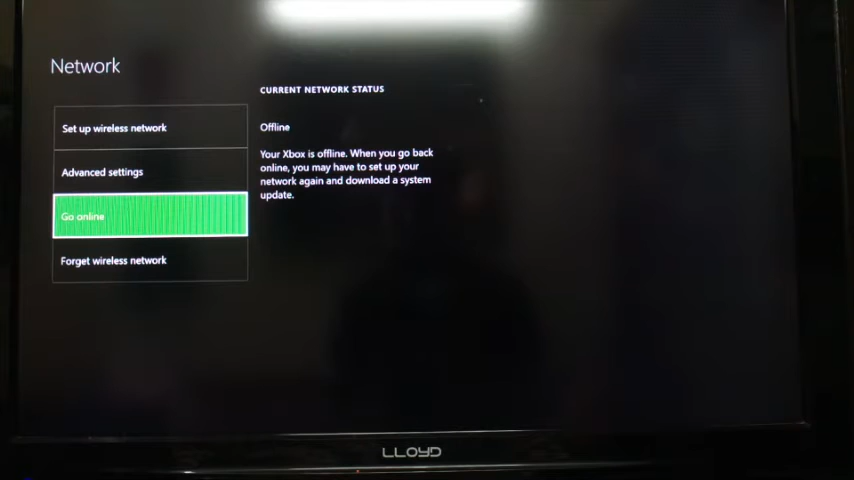 Network
Set up wireless network
Advanced settings
Go online
Forget wireless network
CURRENT NETWORK STATUS
Offline
Your Xbox is offline. When you go back
online, you may have to set up your
network again and download a system
update.
LLOYD